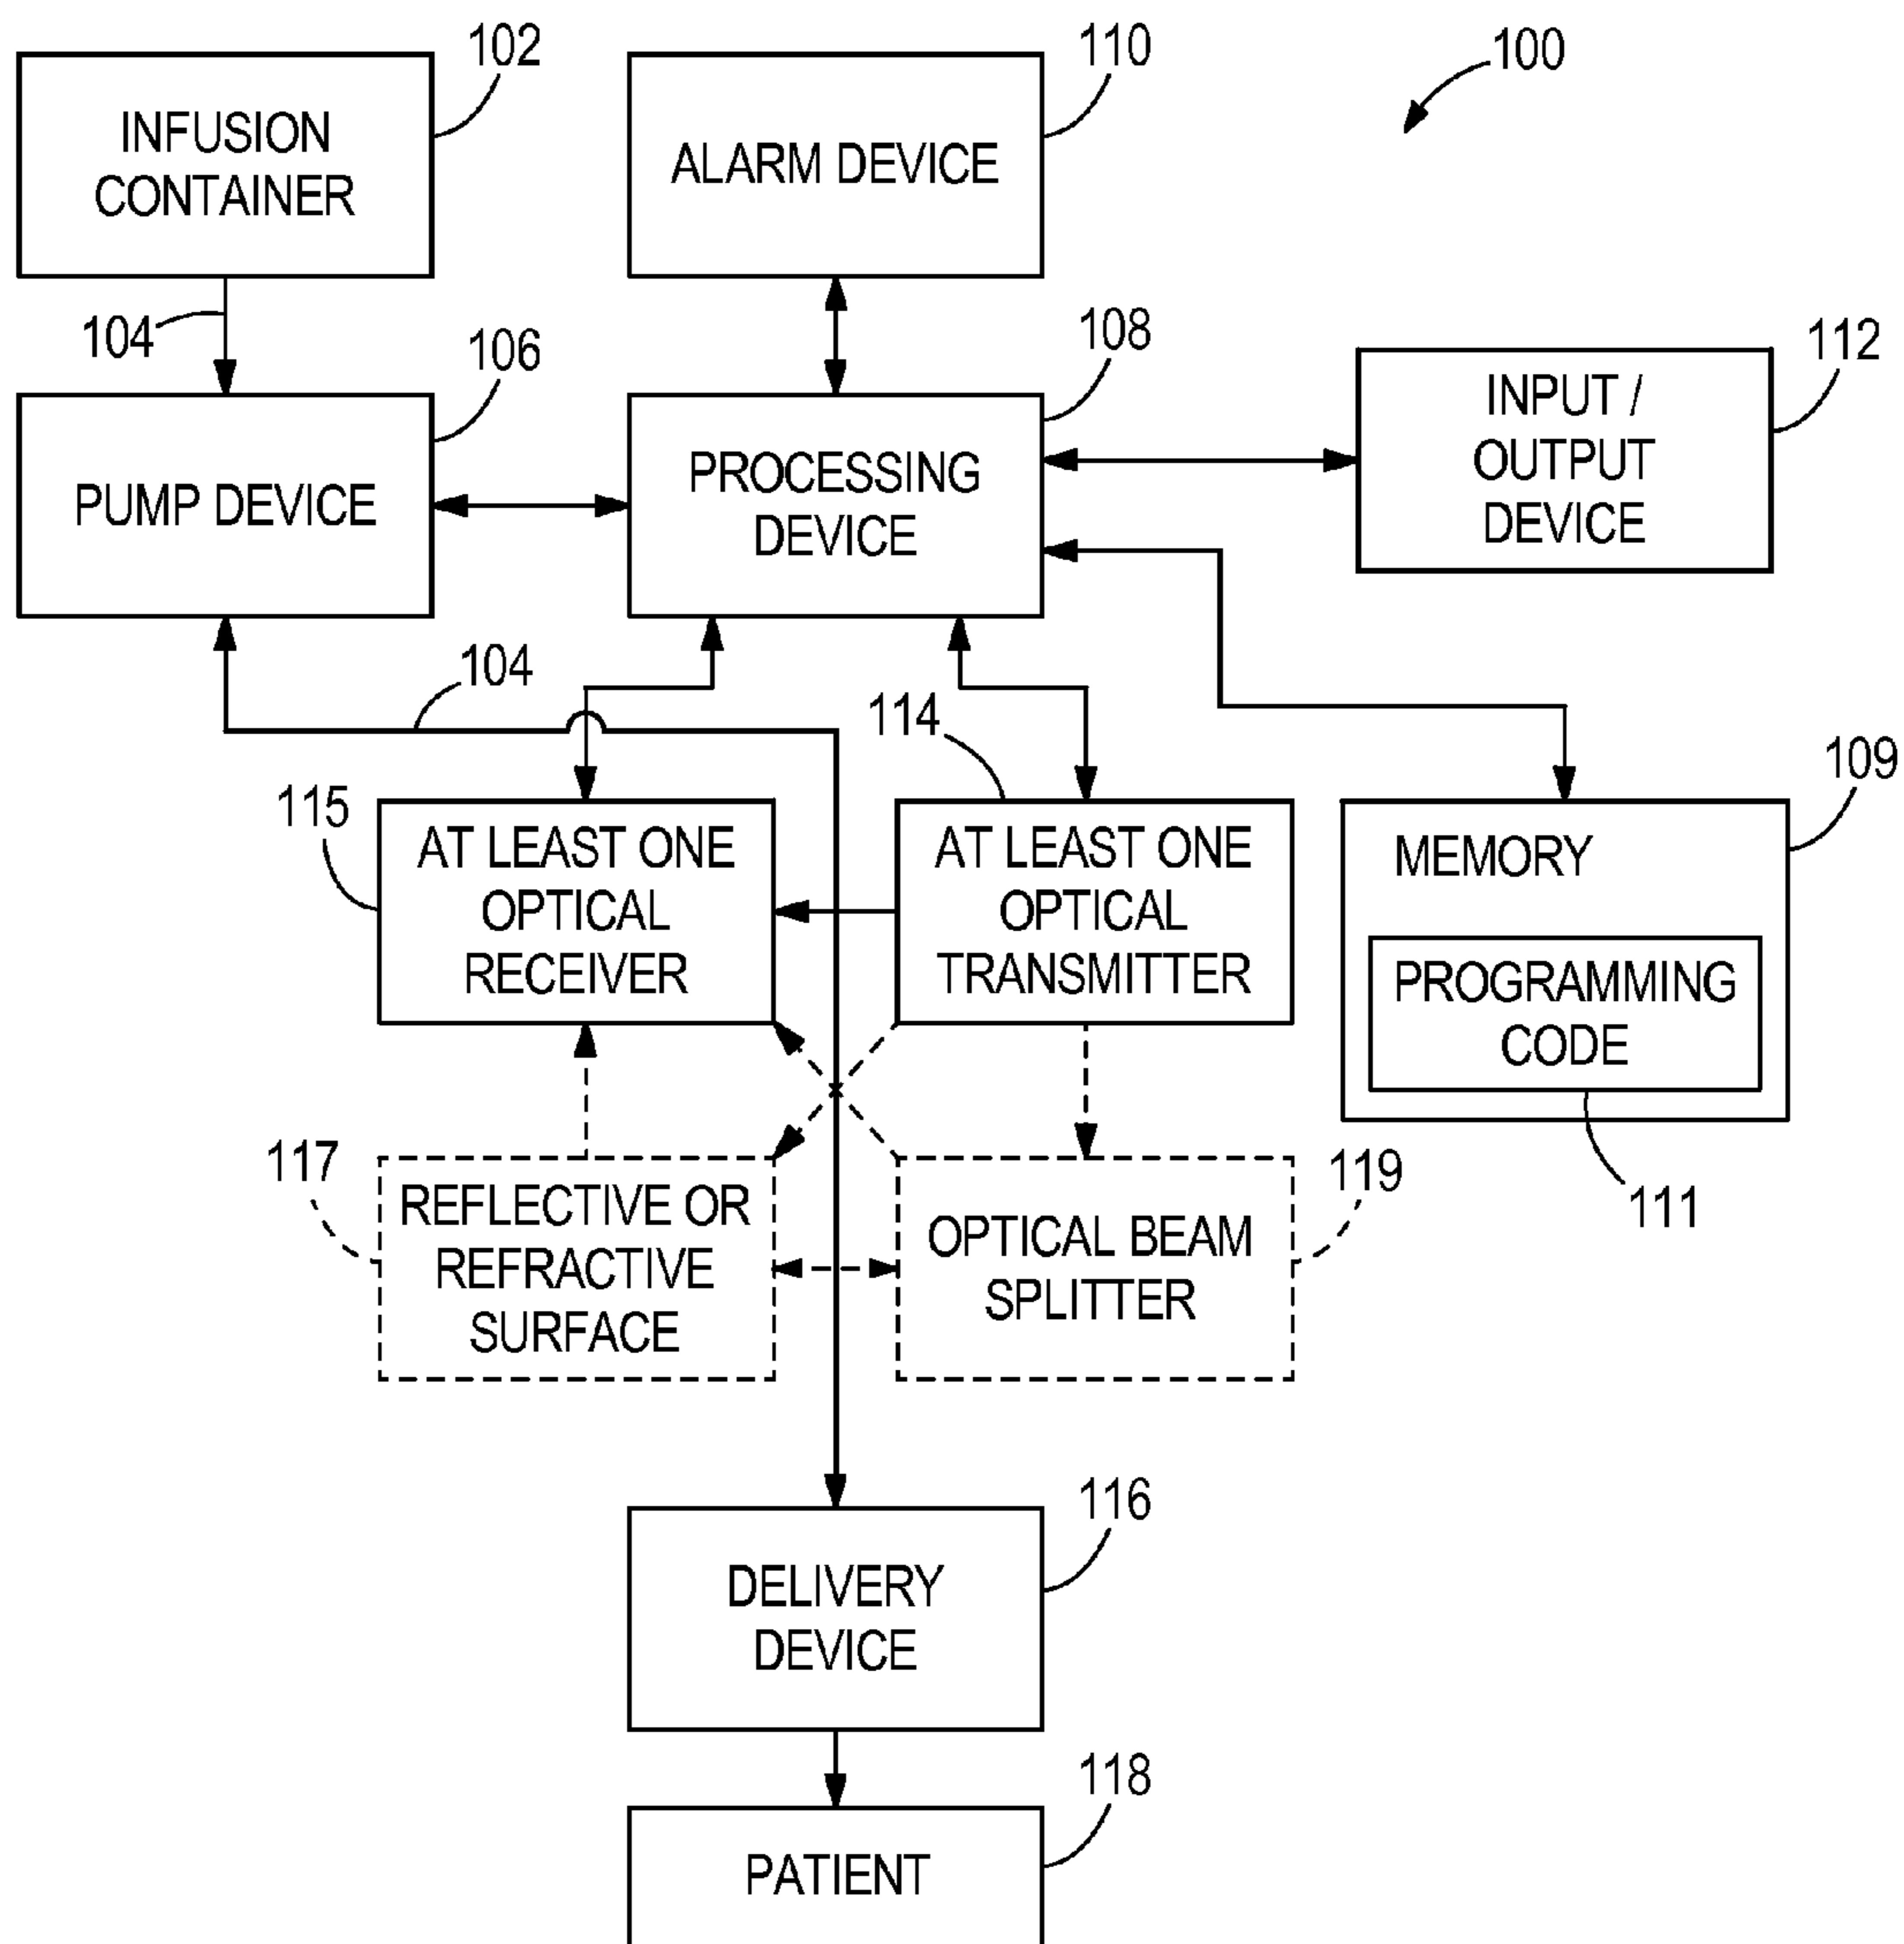 102
110
100
INFUSION
CONTAINER
ALARM DEVICE
104
106
108
112
PUMP DEVICE
PROCESSING
DEVICE
INPUT /
OUTPUT
DEVICE
104
114
109
115
AT LEAST ONE
OPTICAL
RECEIVER
AT LEAST ONE
OPTICAL
TRANSMITTER
MEMORY
PROGRAMMING
CODE
111
117
REFLECTIVE OR
REFRACTIVE
SURFACE
OPTICAL BEAM
SPLITTER
119
116
DELIVERY
DEVICE
118
PATIENT